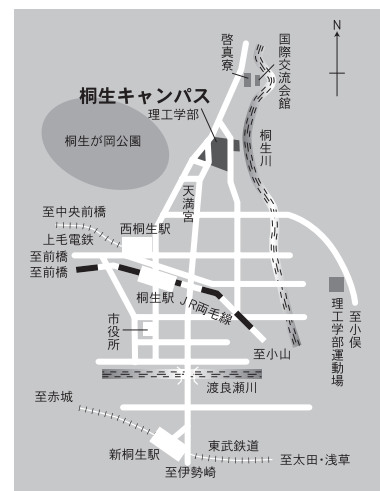 N
啓真寮
国際交流会館
桐生キャンパス
理工学部
桐生が岡公園
桐生川
天満宮
至中央前橋
西桐生駅
上毛電鉄
至前橋
至前橋
桐生駅
JR両毛線
市役所
至小山
理工学部運動場
至小俣
渡良瀬川
至赤城
新桐生駅
東武鉄道
至太田・浅草
至伊勢崎